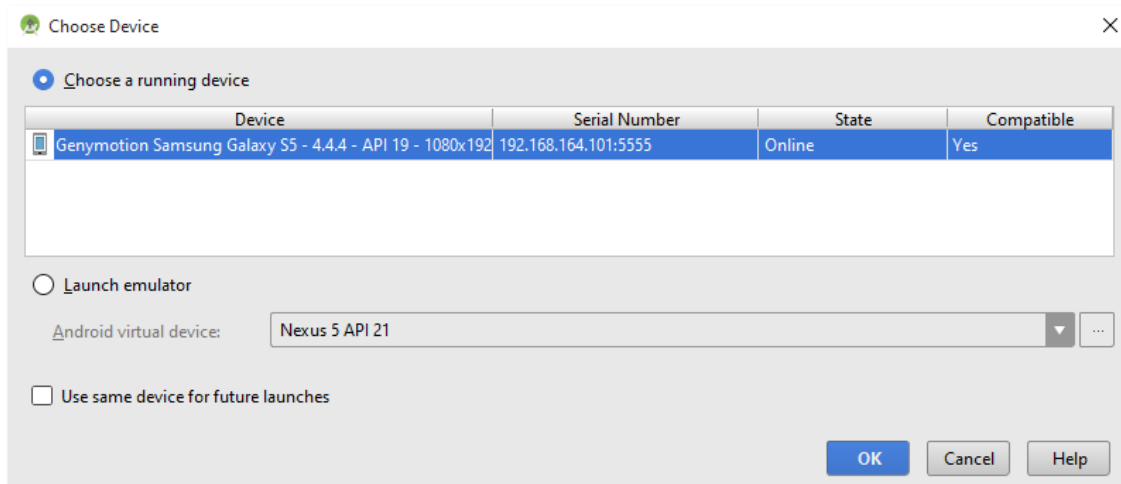 Choose Device
Choose a running device
Device Serial Number State Compatible
Genymotion Samsung Galaxy S5 - 4.4.4 - API 19 - 1080x192 192.168.164.101:5555 Online Yes
Launch emulator
Android virtual device: Nexus 5 API 21 ...
Use same device for future launches
OK Cancel Help